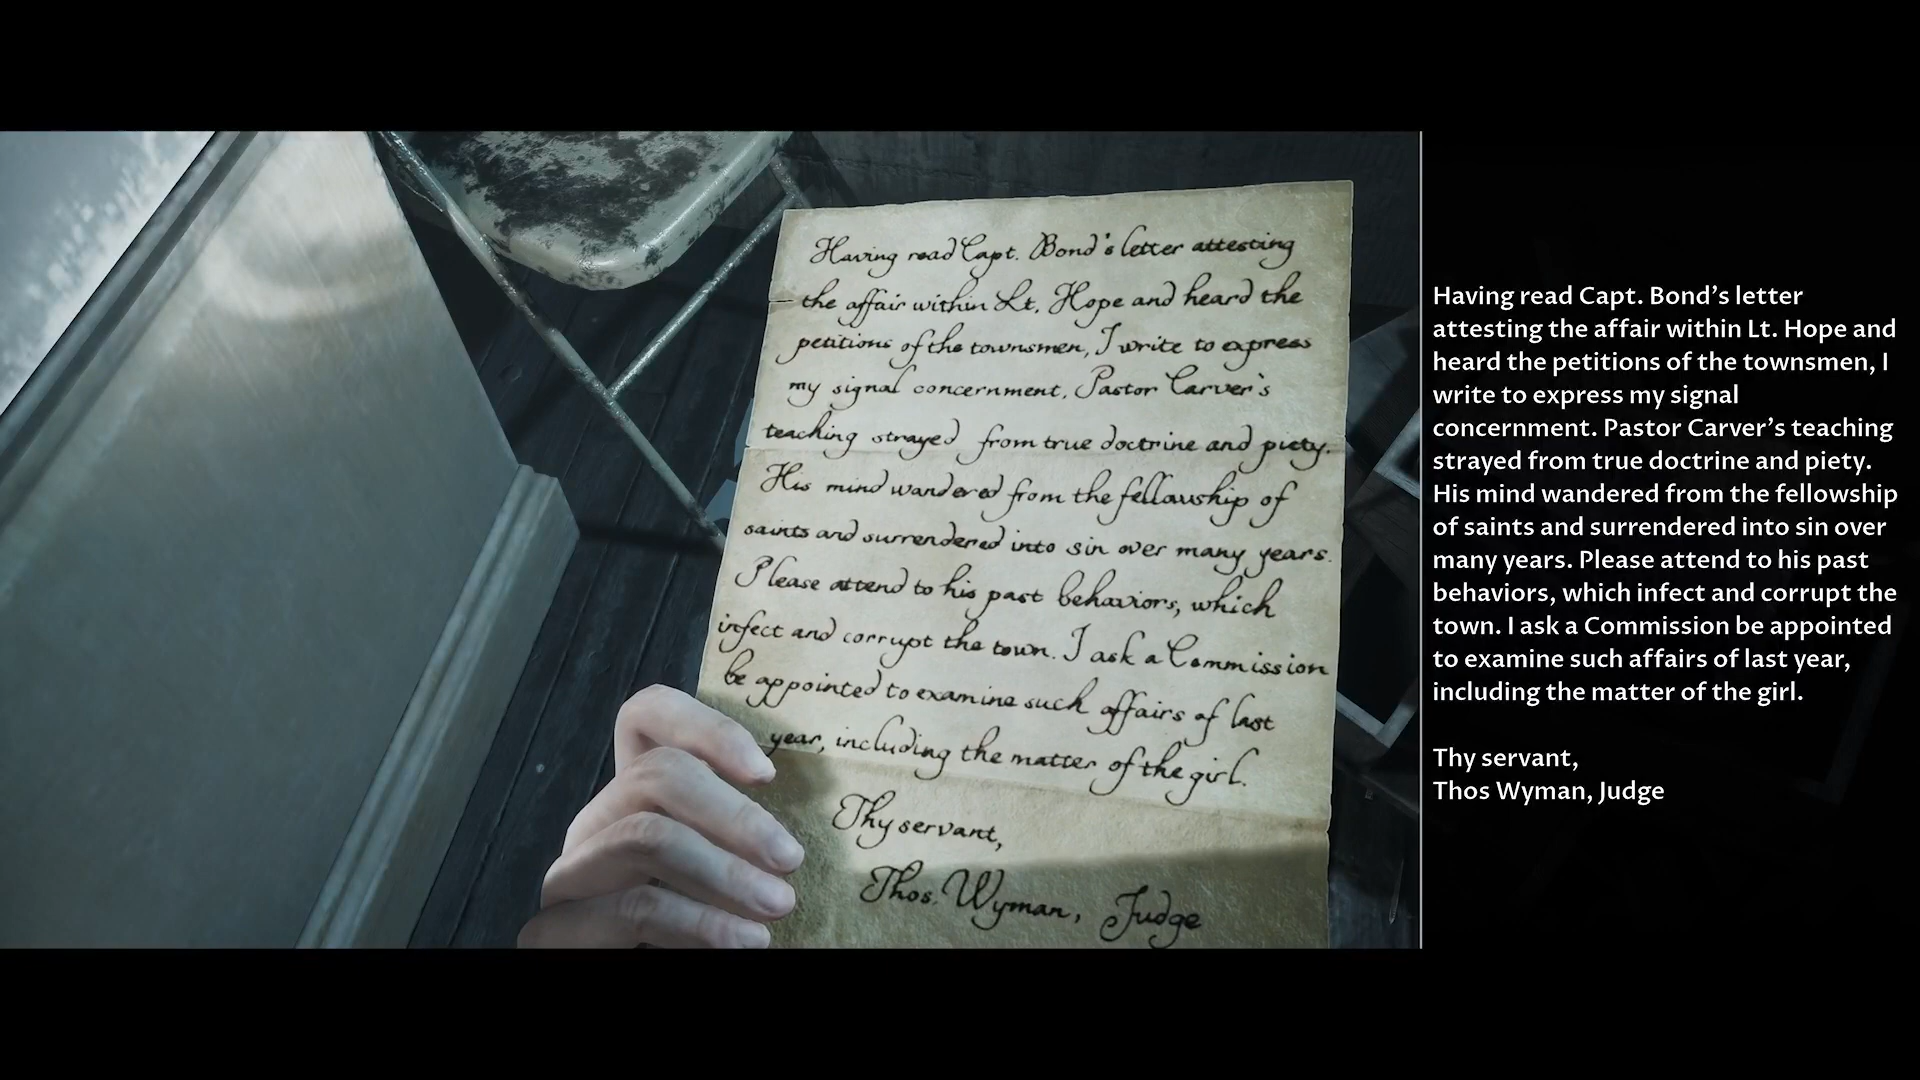 Having read Capt. Bond's letter attesting
the affair within Lt. Hope and heard the
petitions of the townsmen, I write to express
my signal concernment. Pastor Carver's
teaching strayed from true doctrine and piety.
His mind wandered from the fellowship of
saints and surrendered into sin over many years.
Please attend to his past behaviors, which
infect and corrupt the town. I ask a Commission
be appointed to examine such affairs of last
year, including the matter of the girl.
Thy servant,
Thos. Wyman, Judge
Having read Capt. Bond's letter
attesting the affair within Lt. Hope and
heard the petitions of the townsmen, I
write to express my signal
concernment. Pastor Carver's teaching
strayed from true doctrine and piety.
His mind wandered from the fellowship
of saints and surrendered into sin over
many years. Please attend to his past
behaviors, which infect and corrupt the
town. I ask a Commission be appointed
to examine such affairs of last year,
including the matter of the girl.
Thy servant,
Thos Wyman, Judge